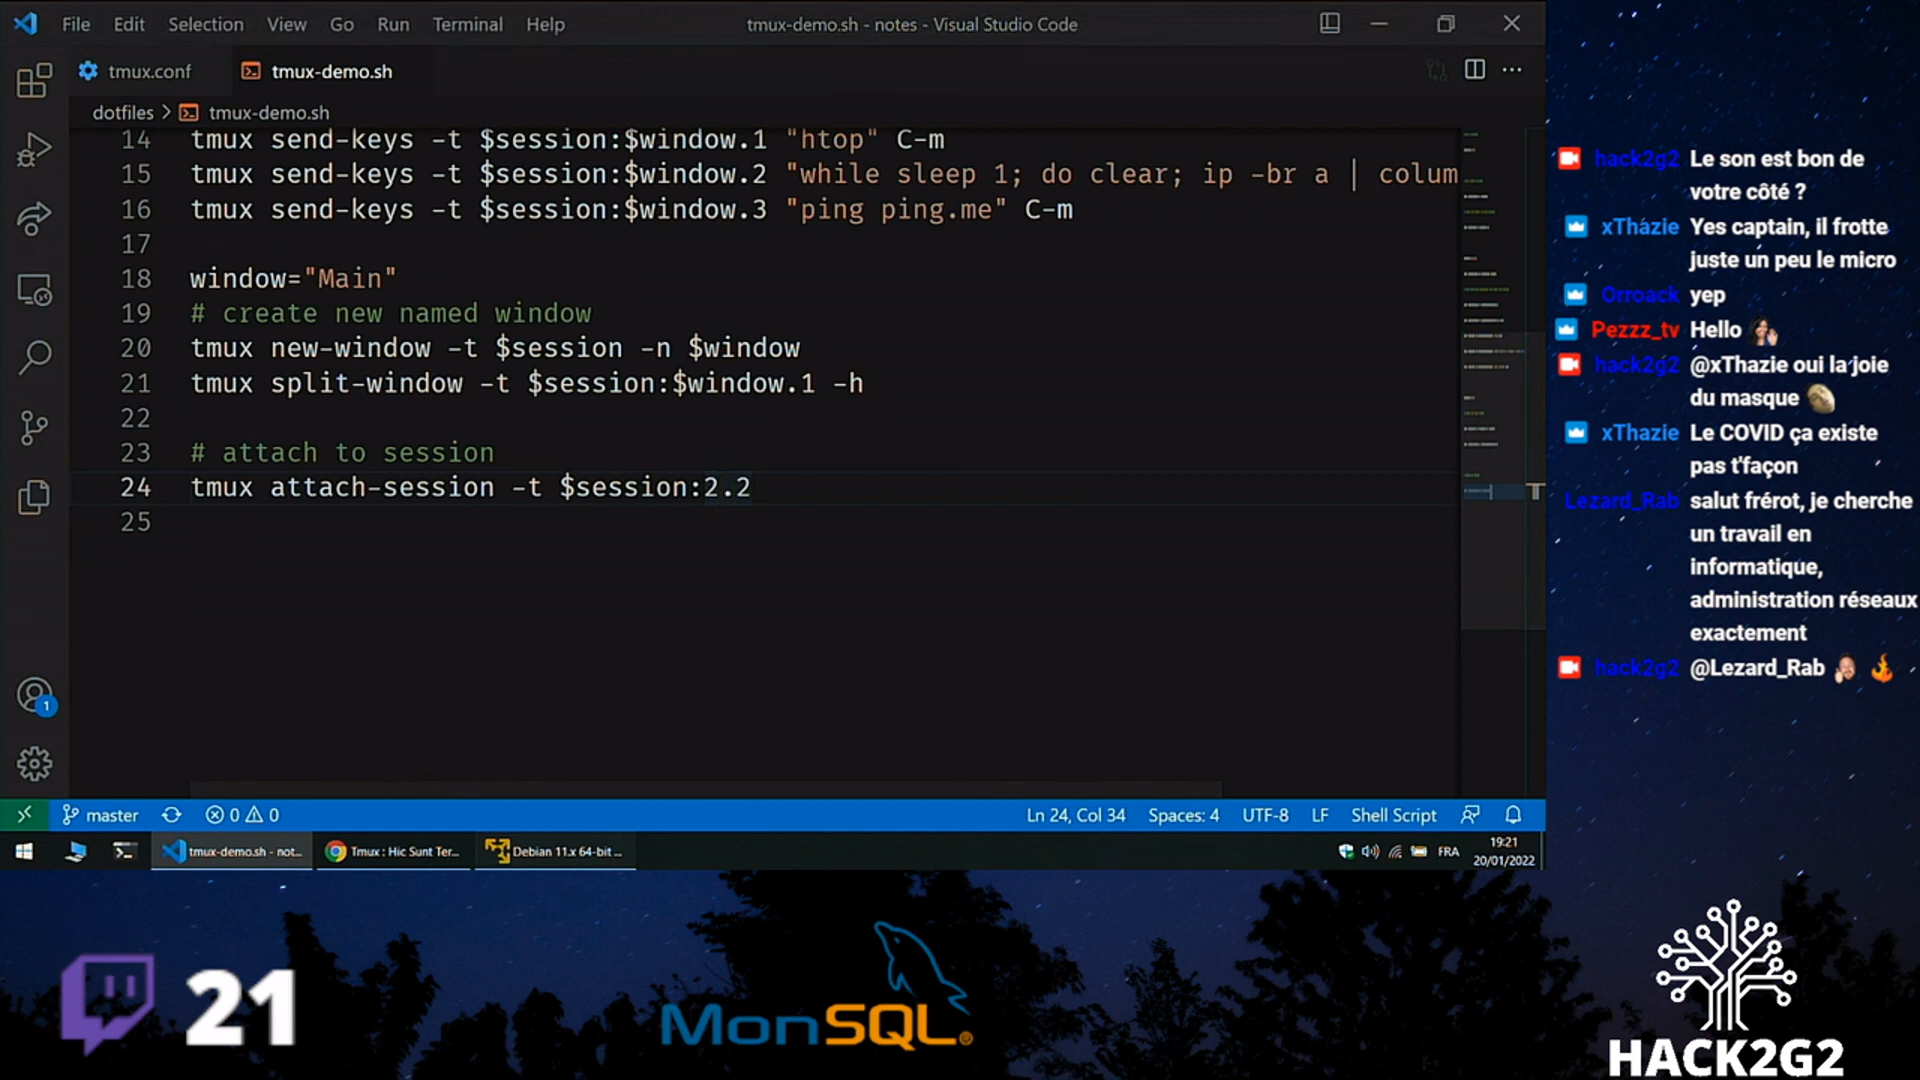 File Edit Selection View Go Run Terminal Help
tmux-demo.sh - notes - Visual Studio Code
tmux.conf
tmux-demo.sh
dotfiles > tmux-demo.sh
14 tmux send-keys -t $session:$window.1 "htop" C-m
15 tmux send-keys -t $session:$window.2 "while sleep 1; do clear; ip -br a | colum
16 tmux send-keys -t $session:$window.3 "ping ping.me" C-m
17
18 window="Main"
19 # create new named window
20 tmux new-window -t $session -n $window
21 tmux split-window -t $session:$window.1 -h
22
23 # attach to session
24 tmux attach-session -t $session:2.2
25
1
master 0 0
Ln 24, Col 34 Spaces: 4 UTF-8 LF Shell Script
tmux-demo.sh - not...
Tmux : Hic Sunt Ter...
Debian 11.x 64-bit ...
FRA
19:21
20/01/2022
hack2g2 Le son est bon de
votre côté ?
xThazie Yes captain, il frotte
juste un peu le micro
Orroack yep
Pezzz_tv Hello
hack2g2 @xThazie oui la joie
du masque
xThazie Le COVID ça existe
pas t'façon
Lezard_Rab salut frérot, je cherche
un travail en
informatique,
administration réseaux
exactement
hack2g2 @Lezard_Rab
21
MonSQL®
HACK2G2